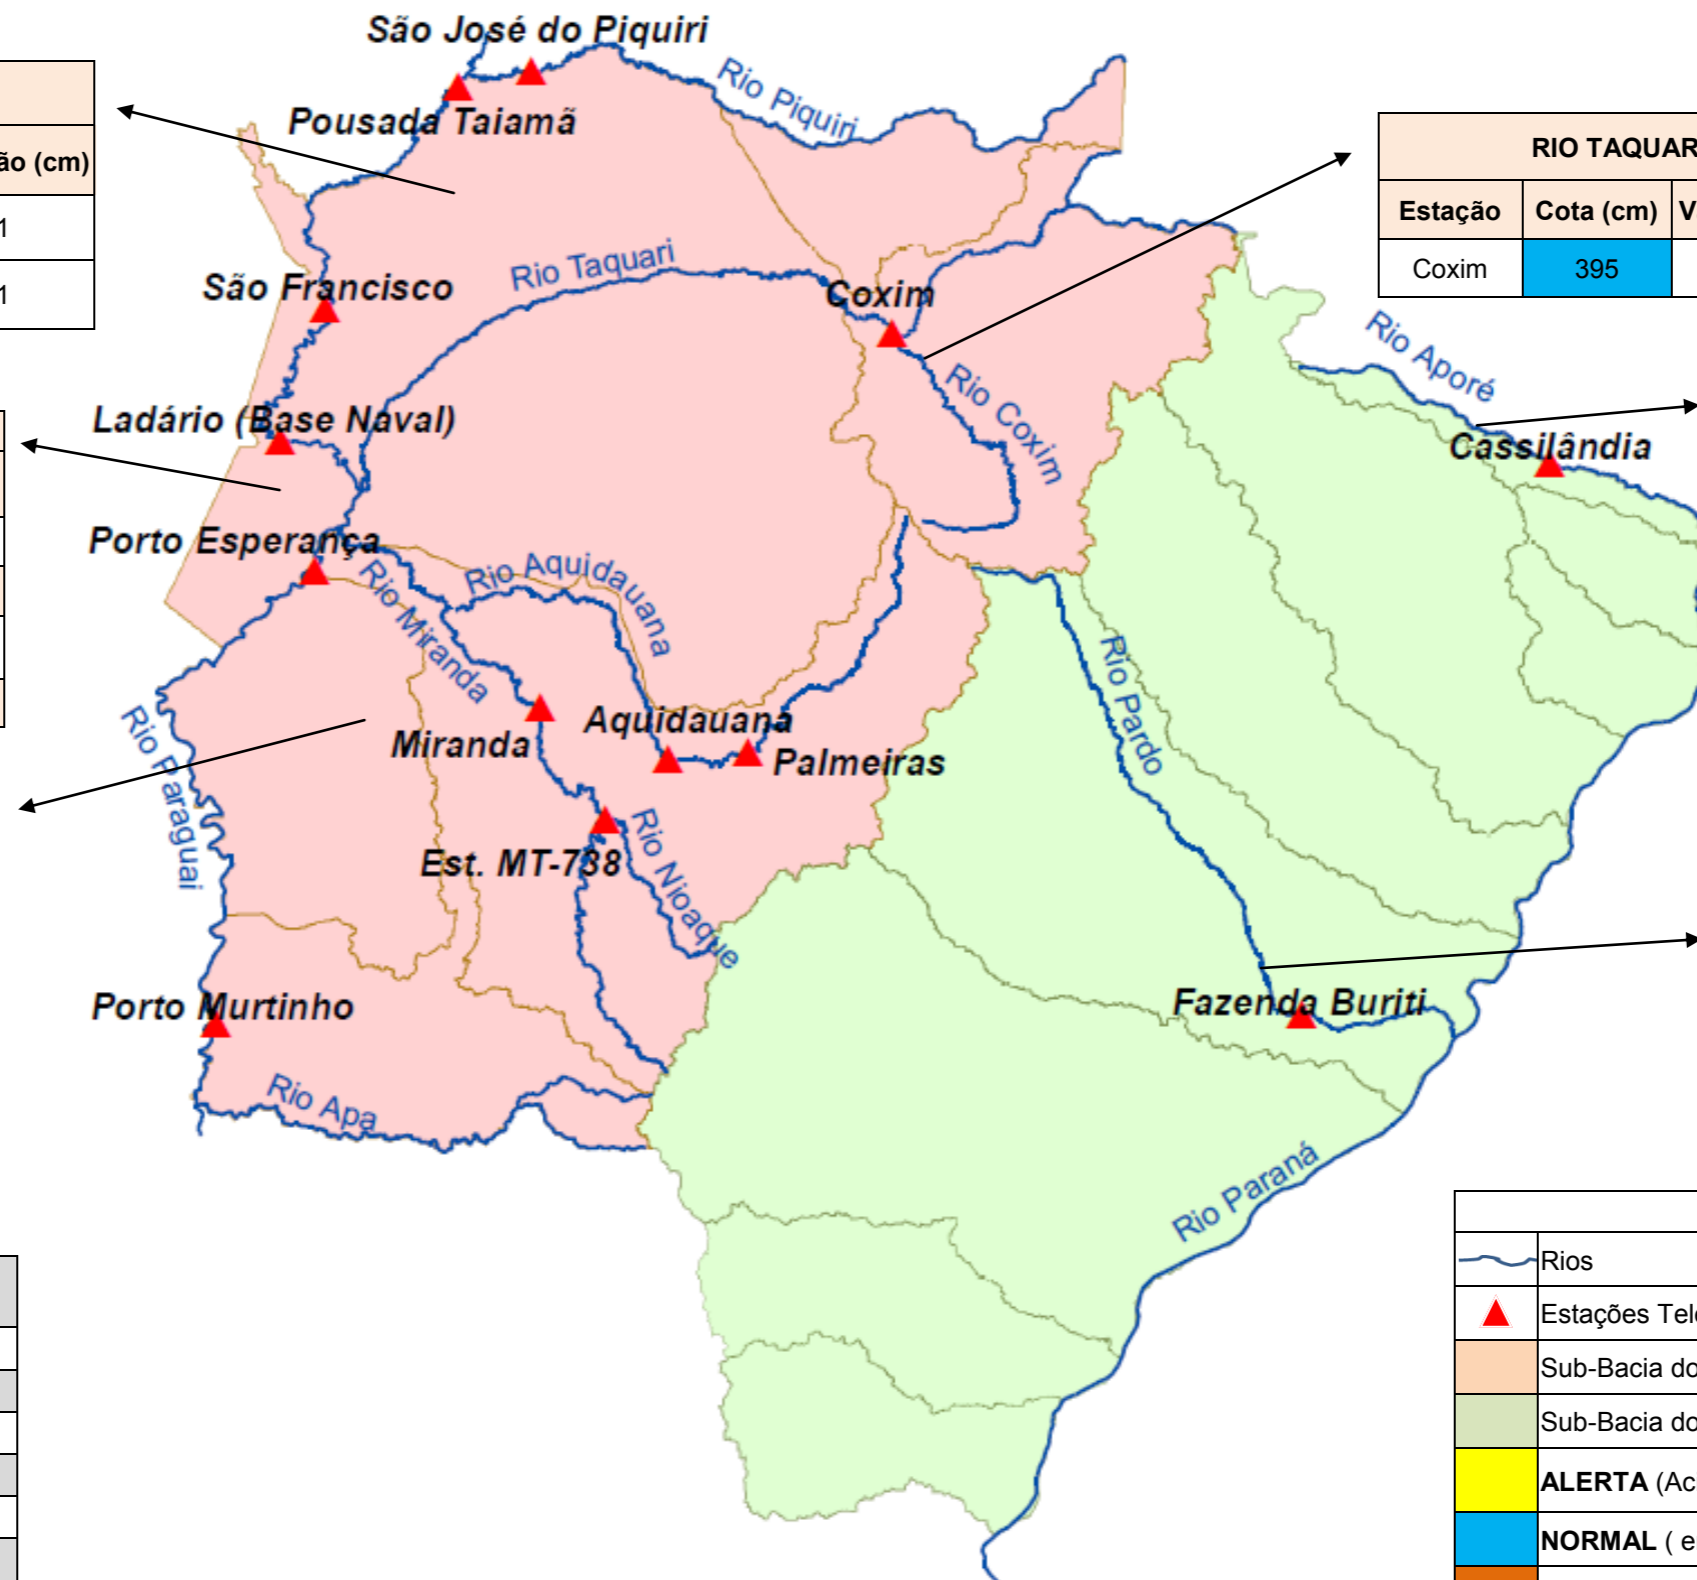 São José do Piquiri
Rio Piquiri
Pousada Taiamã
ão (cm)
1
1
RIO TAQUAR
Estação Cota (cm) V
Coxim 395
São Francisco
Rio Taquari
Coxim
Rio Coxim
Rio Aporé
Cassilândia
Ladário (Base Naval)
Porto Esperança
Rio Miranda
Rio Aquidauana
Rio Pardo
Miranda
Aquidauana
Palmeiras
Rio Paraguai
Est. MT-738
Rio Nioaque
Porto Murtinho
Fazenda Buriti
Rio Apa
Rio Paraná
Rios
Estações Tel
Sub-Bacia do
Sub-Bacia do
ALERTA (Ac
NORMAL ( e